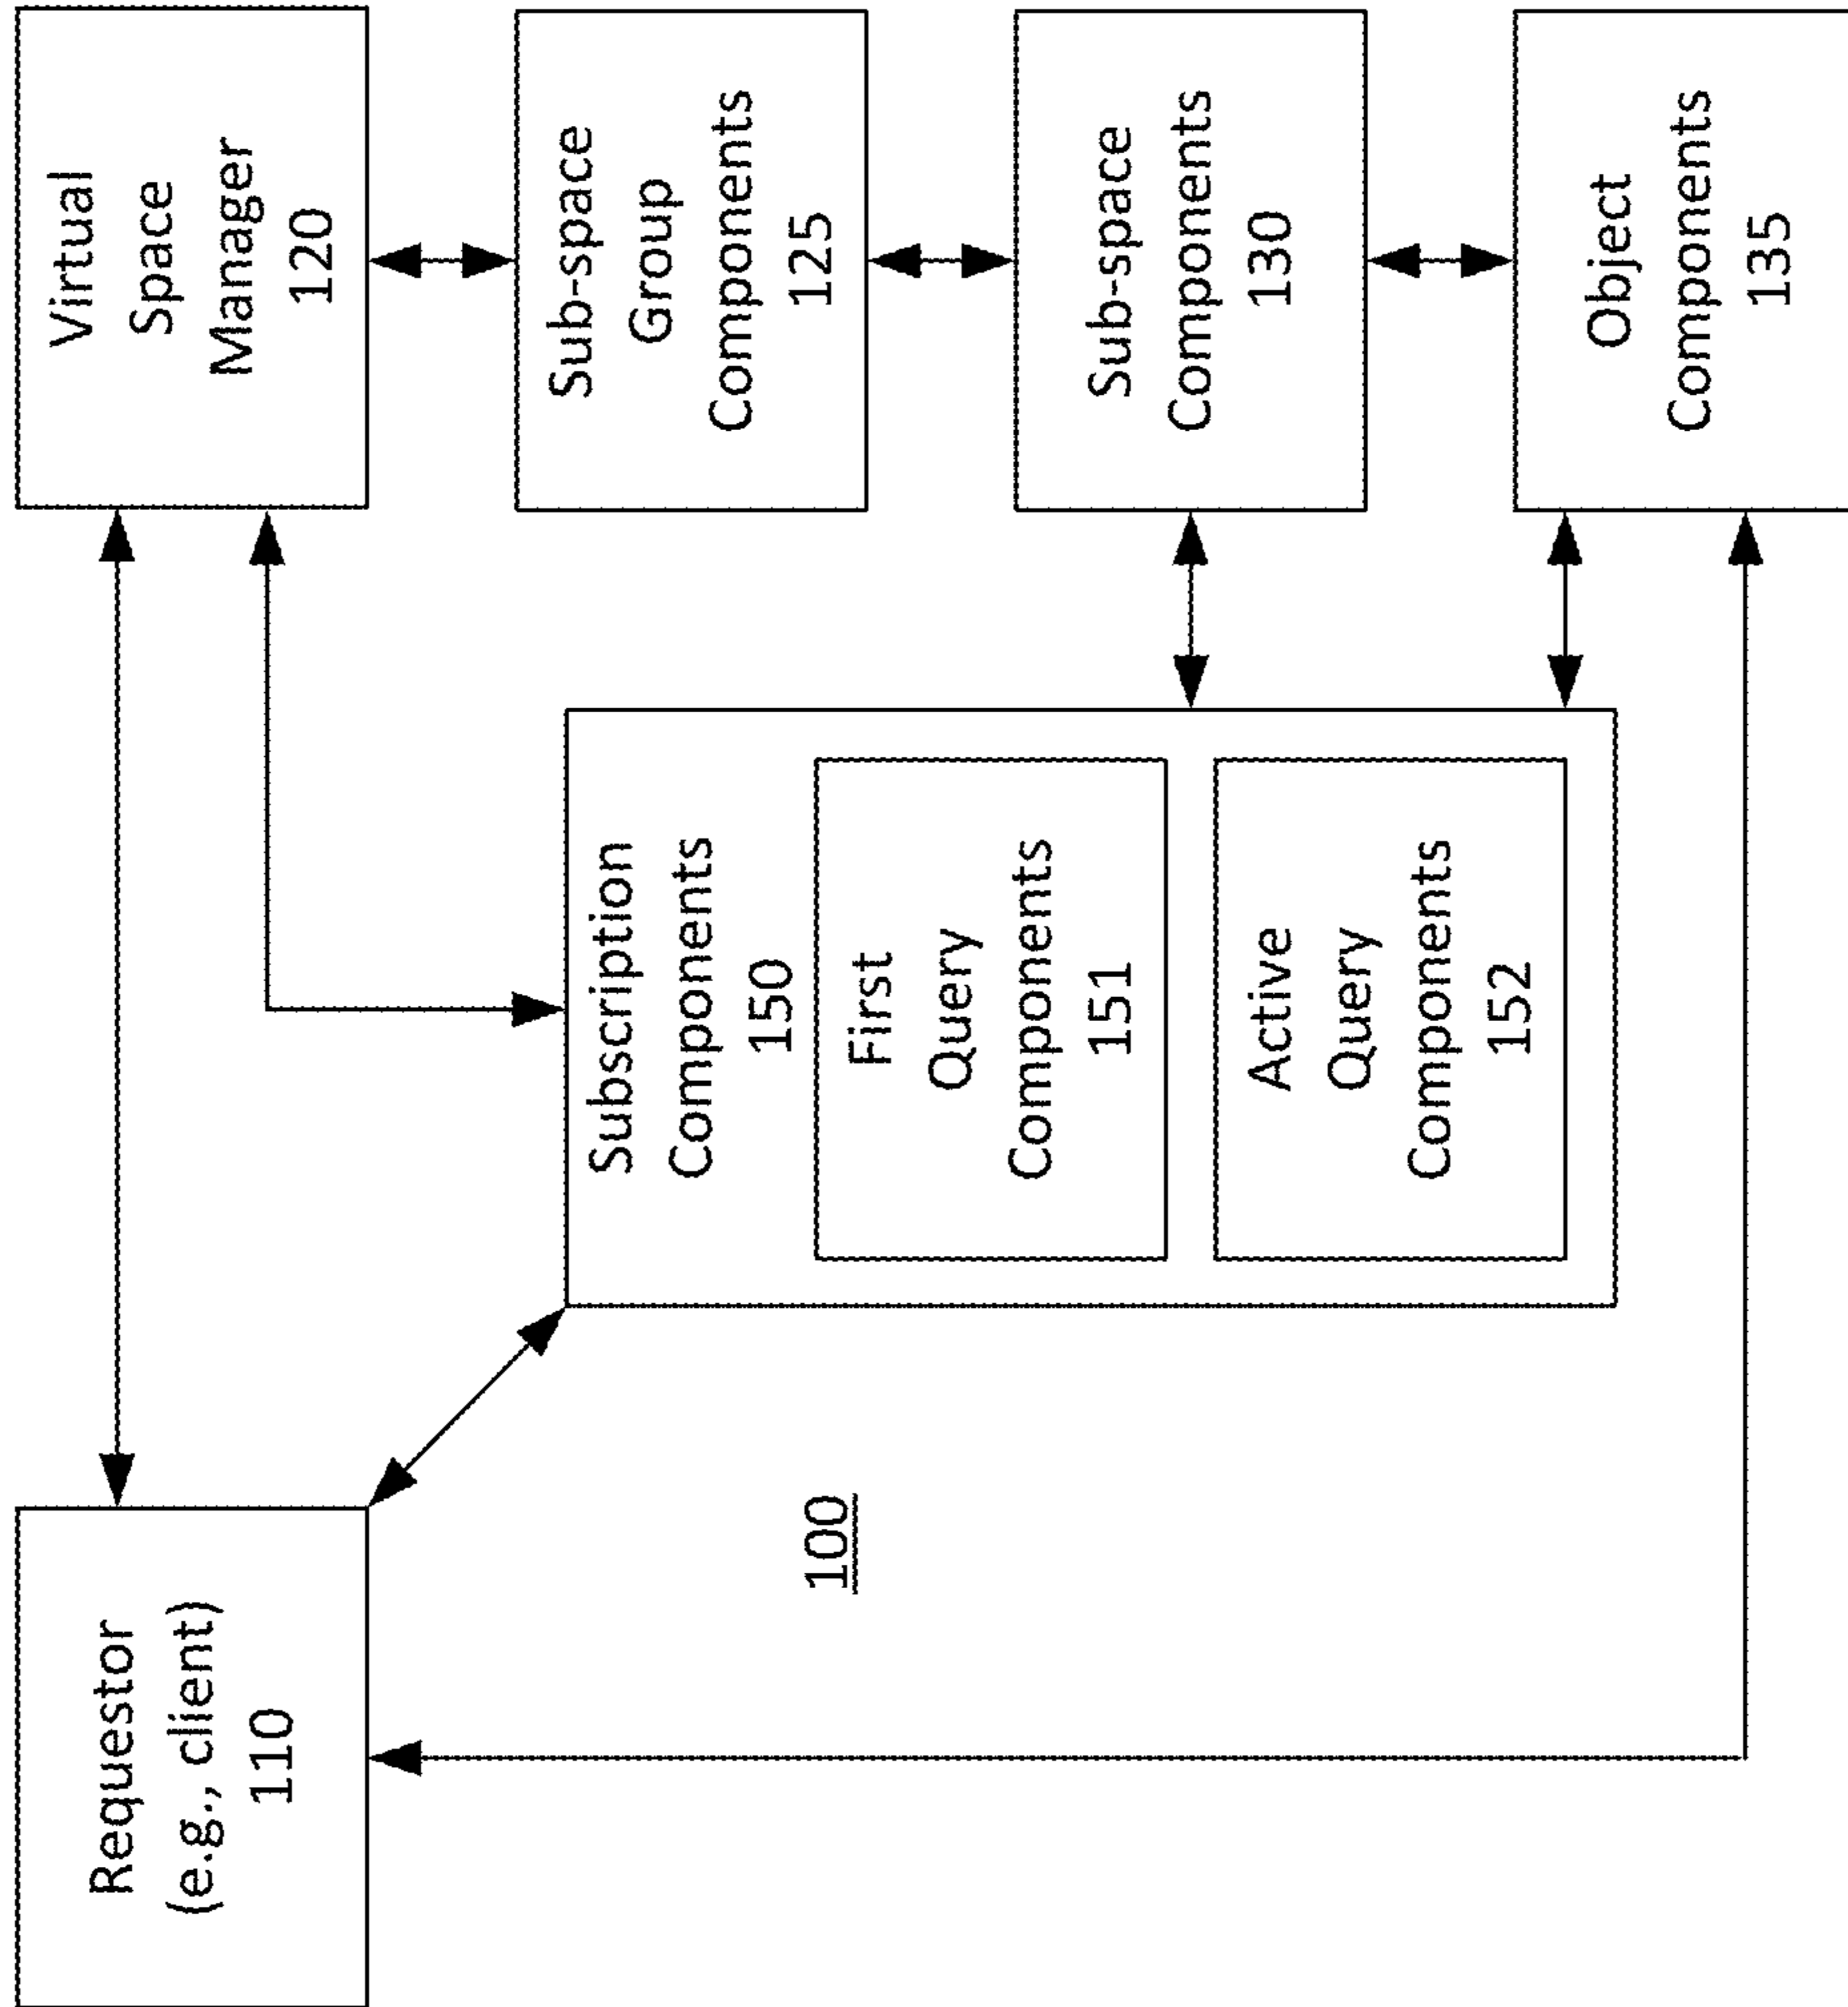 Requestor
(e.g., client)
110
Virtual
Space
Manager
120
Sub-space
Group
Components
125
Sub-space
Components
130
Object
Components
135
Subscription
Components
150
First
Query
Components
151
Active
Query
Components
152
100